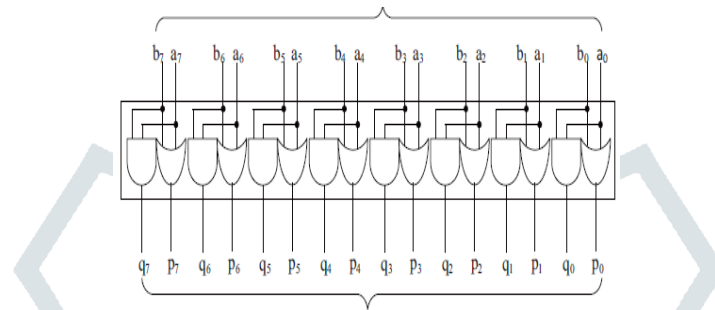 b₇ a₇ b₆ a₆ b₅ a₅ b₄ a₄ b₃ a₃ b₂ a₂ b₁ a₁ b₀ a₀
q₇ p₇ q₆ p₆ q₅ p₅ q₄ p₄ q₃ p₃ q₂ p₂ q₁ p₁ q₀ p₀